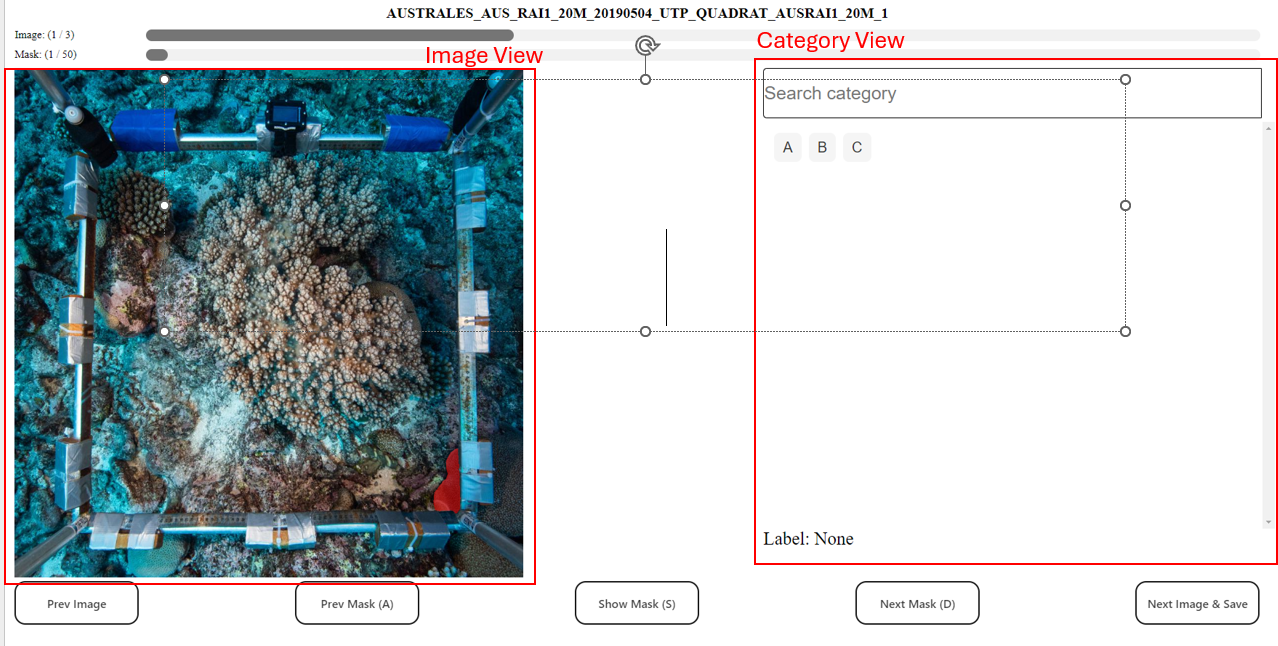 AUSTRALES_AUS_RAI1_20M_20190504_UTP_QUADRAT_AUSRAI1_20M_1
Image: (1 / 3)
Mask: (1 / 50)
Image View
Category View
Search category
A B C
Label: None
Prev Image
Prev Mask (A)
Show Mask (S)
Next Mask (D)
Next Image & Save